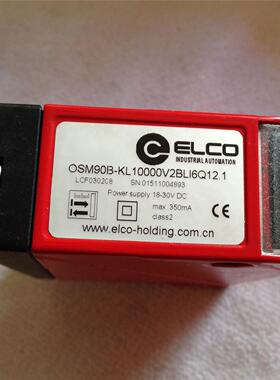 ELCO
INDUSTRIAL AUTOMATION
OSM90B-KL10000V2BLI6Q12.1
LCF030208 SN:01511004893
Power supply 18-30V DC
max 350mA
class2
CE
www.elco-holding.com.cn